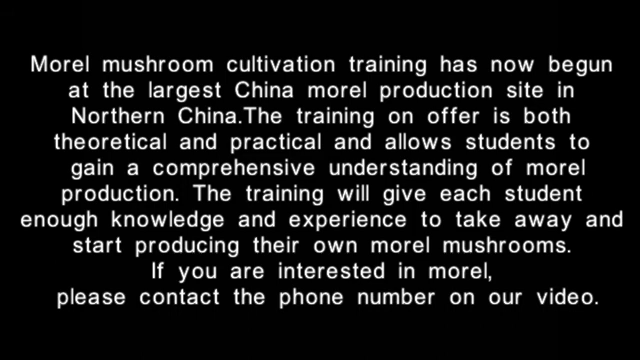 Morel mushroom cultivation training has now begun
at the largest China morel production site in
Northern China.The training on offer is both
theoretical and practical and allows students to
gain a comprehensive understanding of morel
production. The training will give each student
enough knowledge and experience to take away and
start producing their own morel mushrooms.
If you are interested in morel,
please contact the phone number on our video.